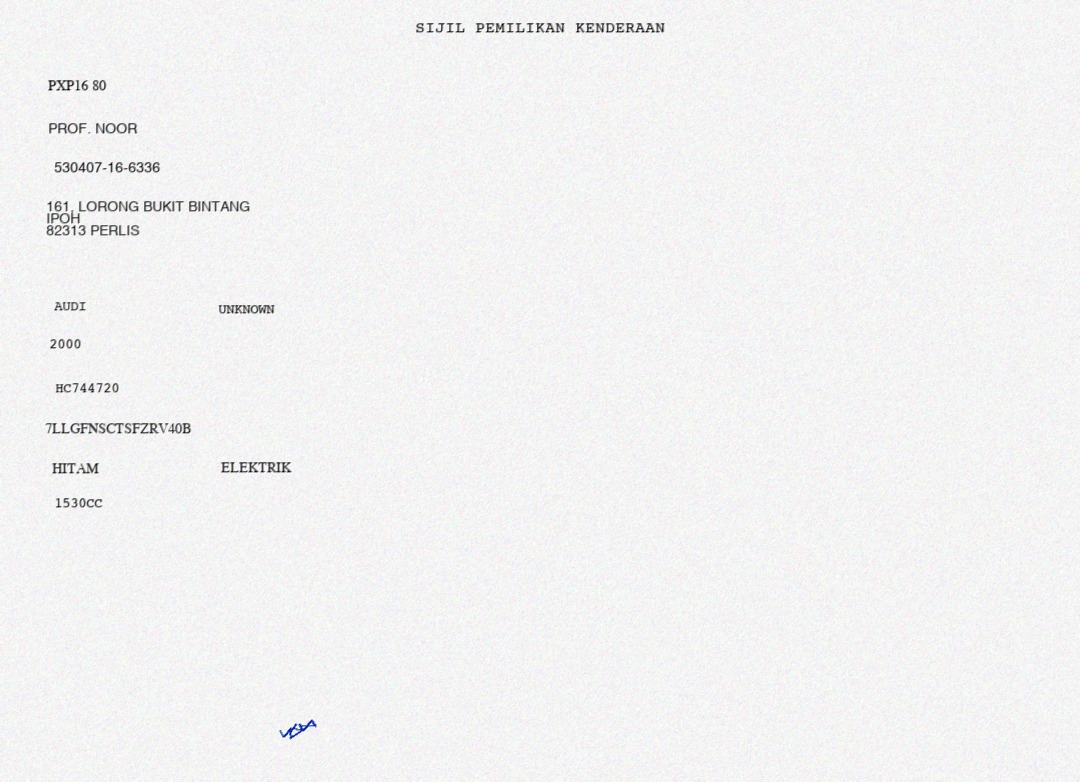 SIJIL PEMILIKAN KENDERAAN
PXP16 80
PROF. NOOR
530407-16-6336
161, LORONG BUKIT BINTANG
IPOH
82313 PERLIS
AUDI UNKNOWN
2000
HC744720
7LLGFNSCTSFZRV40B
HITAM ELEKTRIK
1530CC